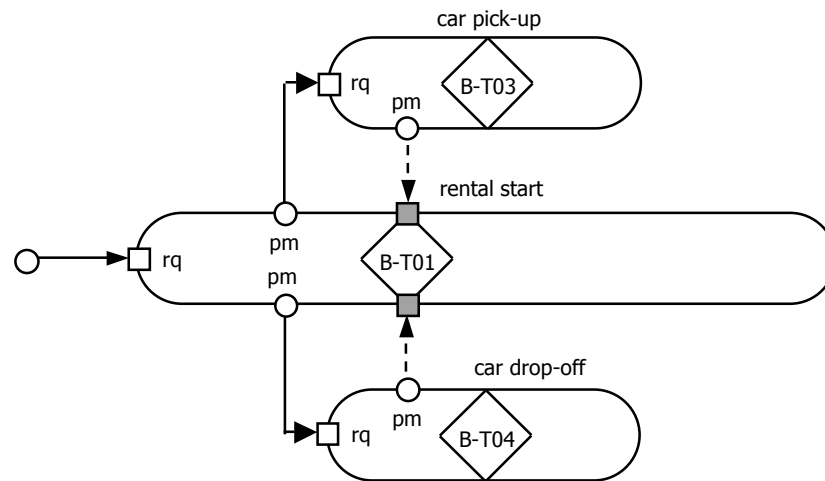 car pick-up
rq
B-T03
pm
rental start
pm
rq
B-T01
pm
car drop-off
pm
rq
B-T04